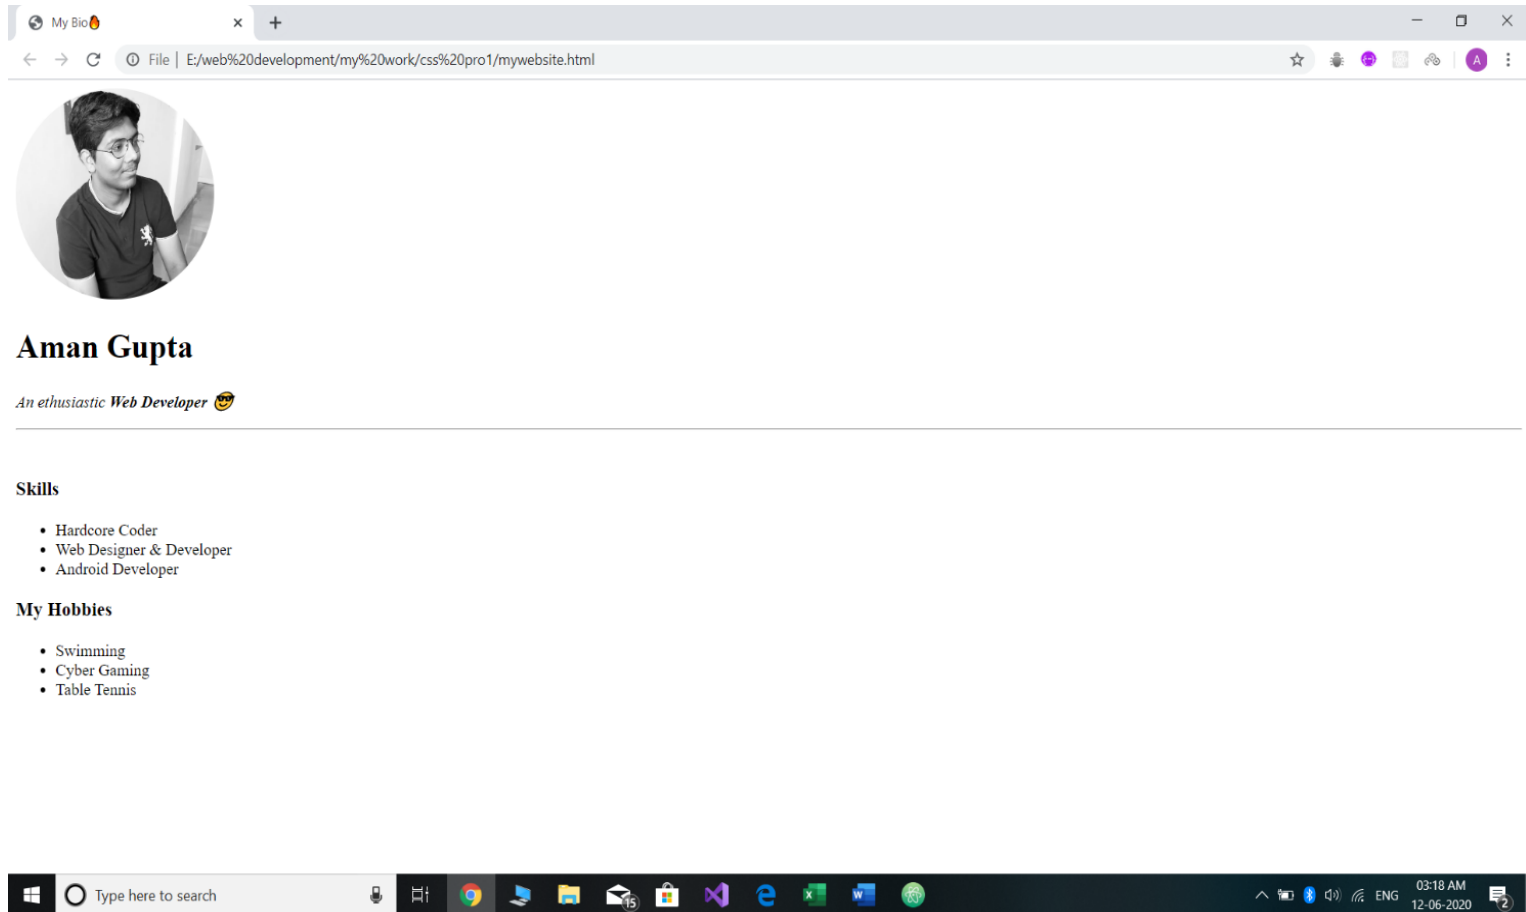 My Bio🔥
File | E:/web%20development/my%20work/css%20pro1/mywebsite.html
A
Aman Gupta
An ethusiastic Web Developer 😎
Skills
• Hardcore Coder
• Web Designer & Developer
• Android Developer
My Hobbies
• Swimming
• Cyber Gaming
• Table Tennis
Type here to search
15
ENG
03:18 AM
12-06-2020
2